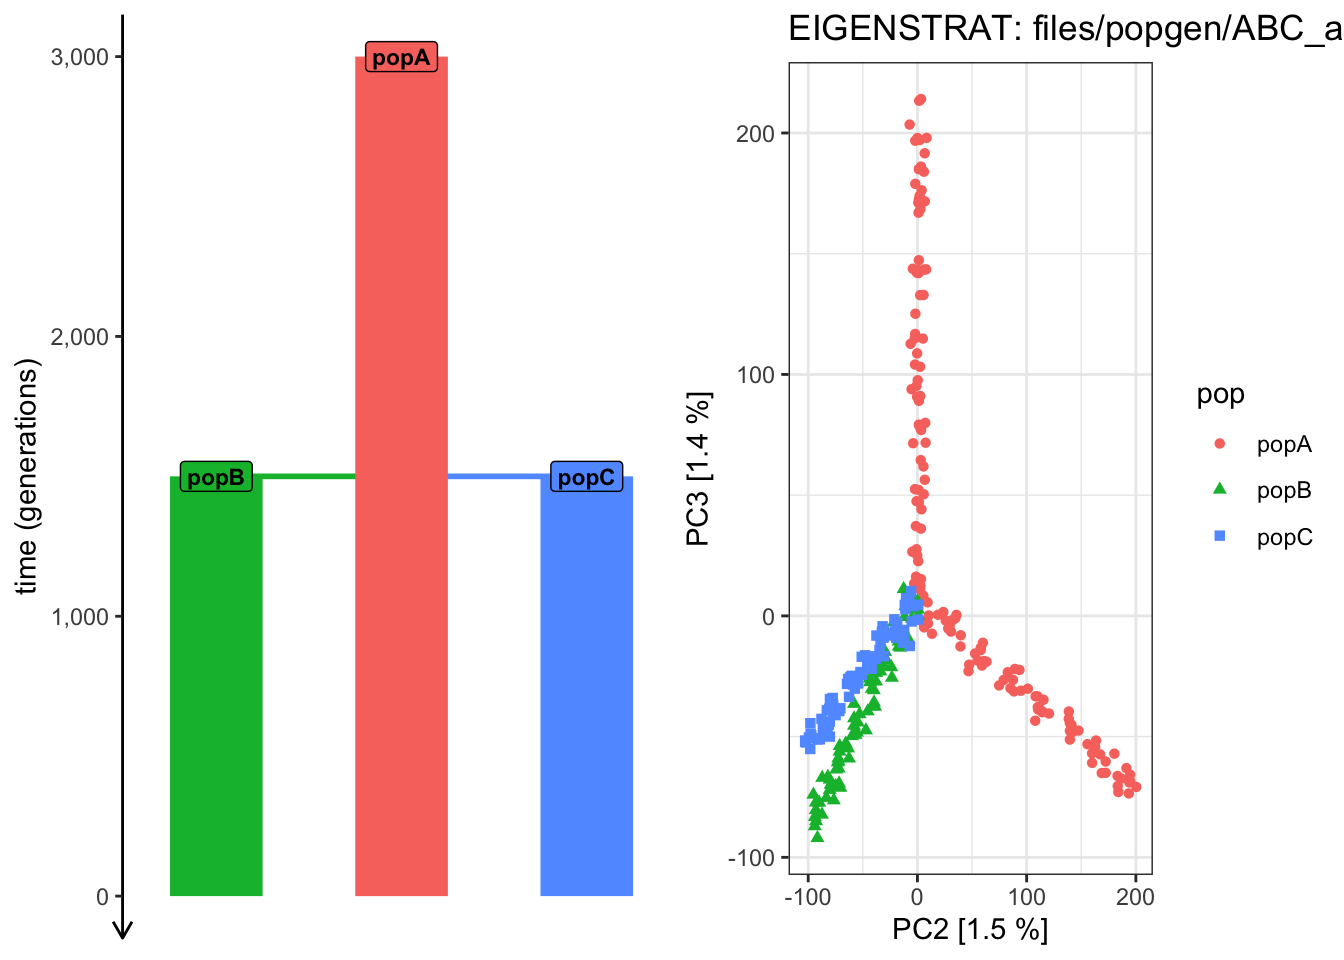 time (generations)
3,000
2,000
1,000
0
popA
popB
popC
EIGENSTRAT: files/popgen/ABC_a
PC3 [1.4 %]
200
100
0
-100
-100 0 100 200
PC2 [1.5 %]
pop
popA
popB
popC